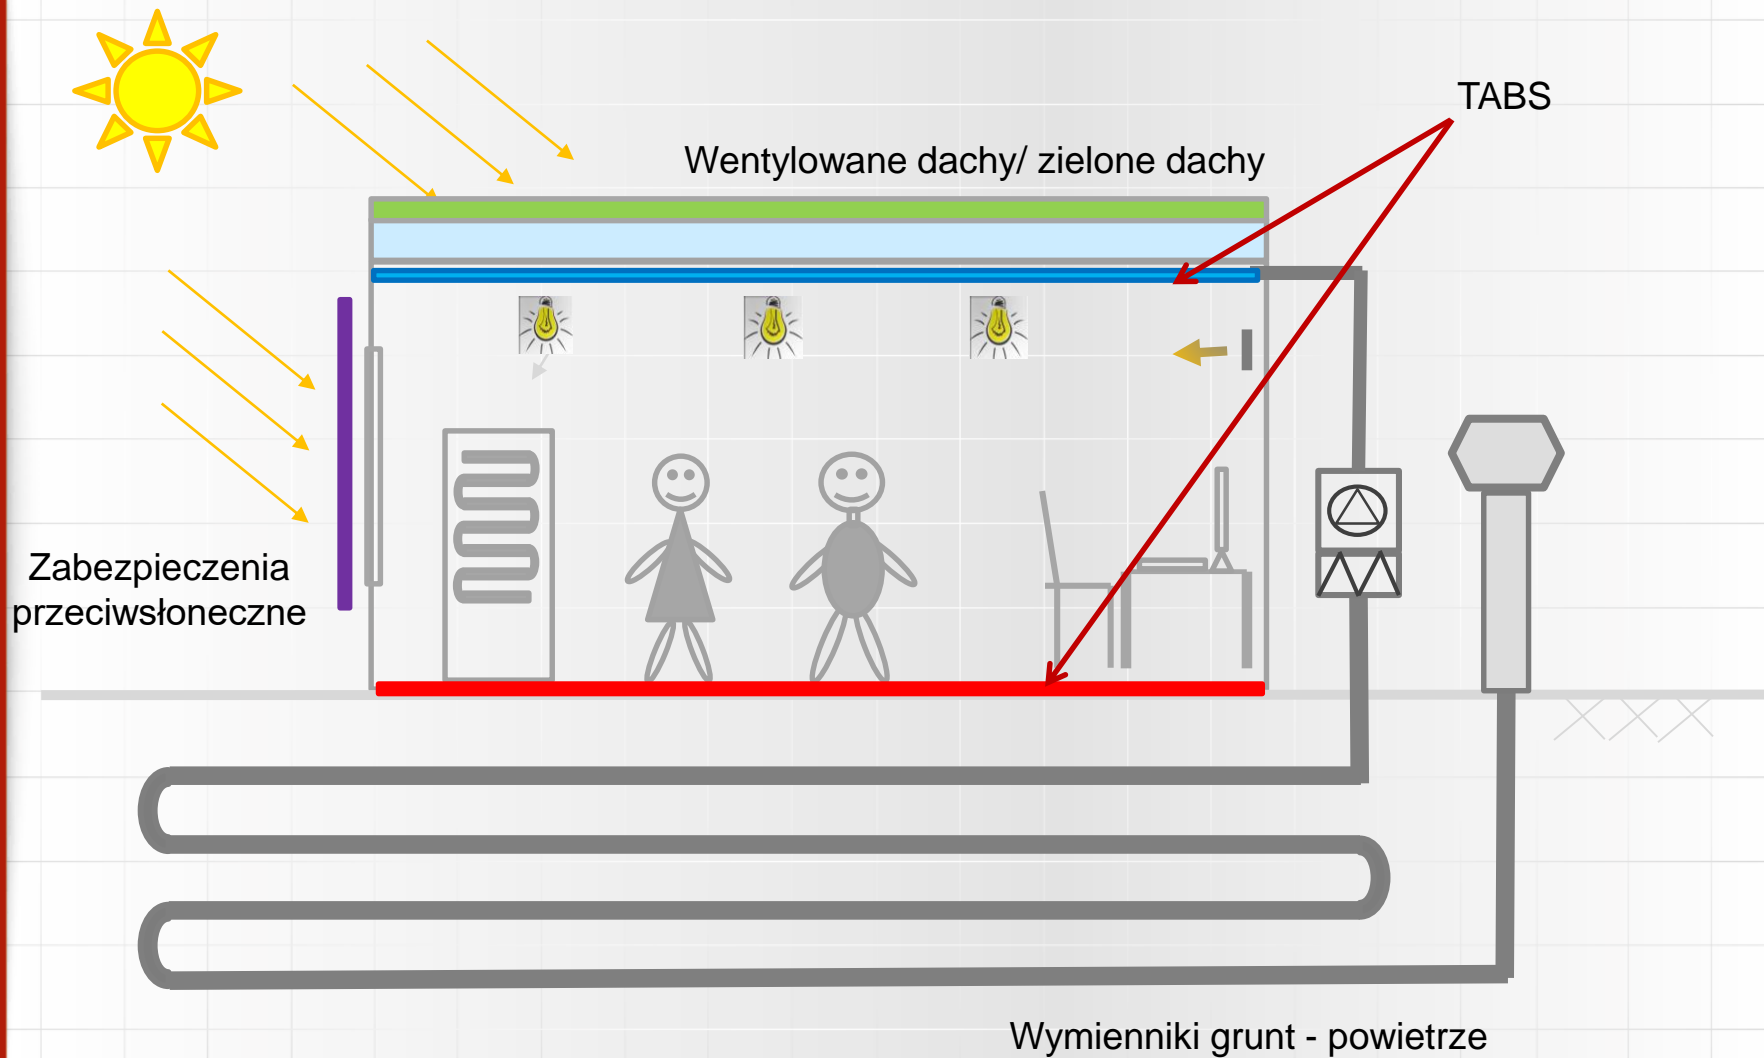 TABS
Wentylowane dachy/ zielone dachy
Zabezpieczenia
przeciwsłoneczne
Wymienniki grunt - powietrze